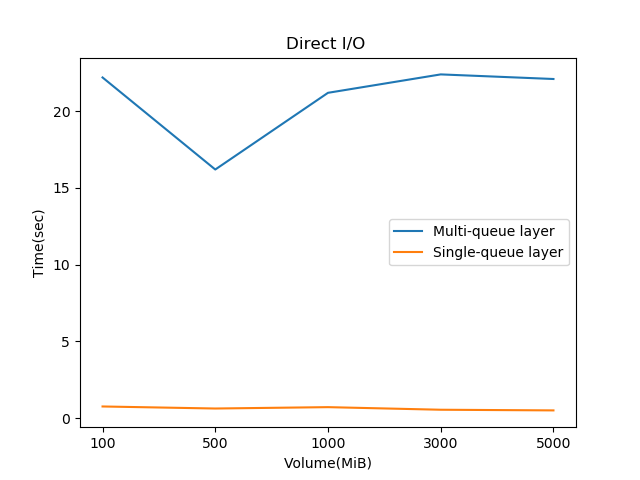 Direct I/O
Time(sec)
20
15
10
5
0
Multi-queue layer
Single-queue layer
100 500 1000 3000 5000
Volume(MiB)